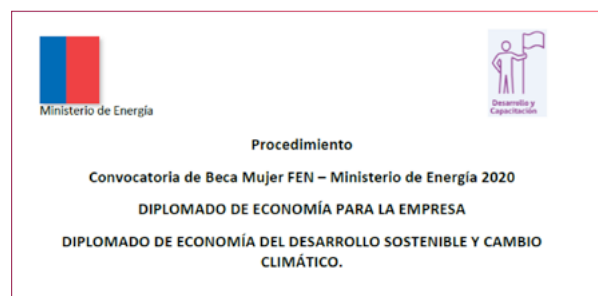 Ministerio de Energía
Desarrollo y
Capacitación
Procedimiento
Convocatoria de Beca Mujer FEN – Ministerio de Energía 2020
DIPLOMADO DE ECONOMÍA PARA LA EMPRESA
DIPLOMADO DE ECONOMÍA DEL DESARROLLO SOSTENIBLE Y CAMBIO
CLIMÁTICO.